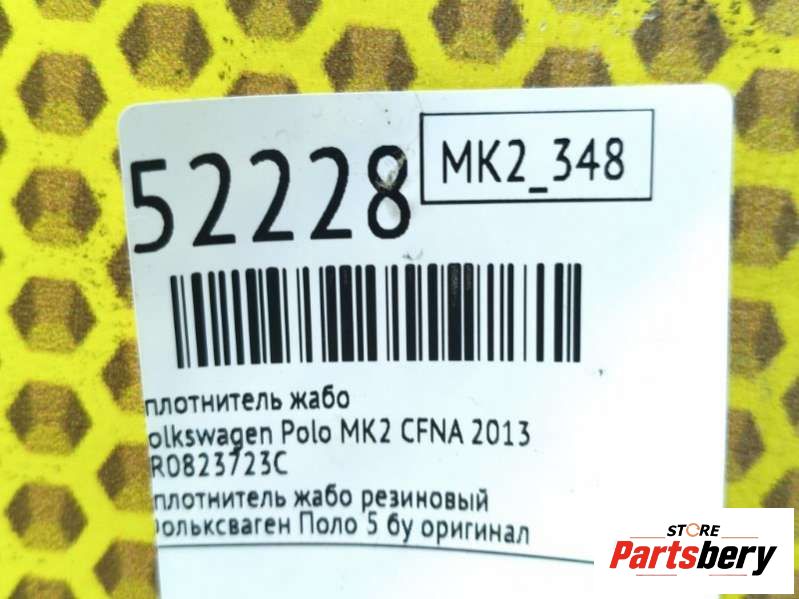 52228
MK2_348
плотнитель жабо
olkswagen Polo MK2 CFNA 2013
R0823723C
плотнитель жабо резиновый
ольксваген Поло 5 бу оригинал
STORE
Partsbery